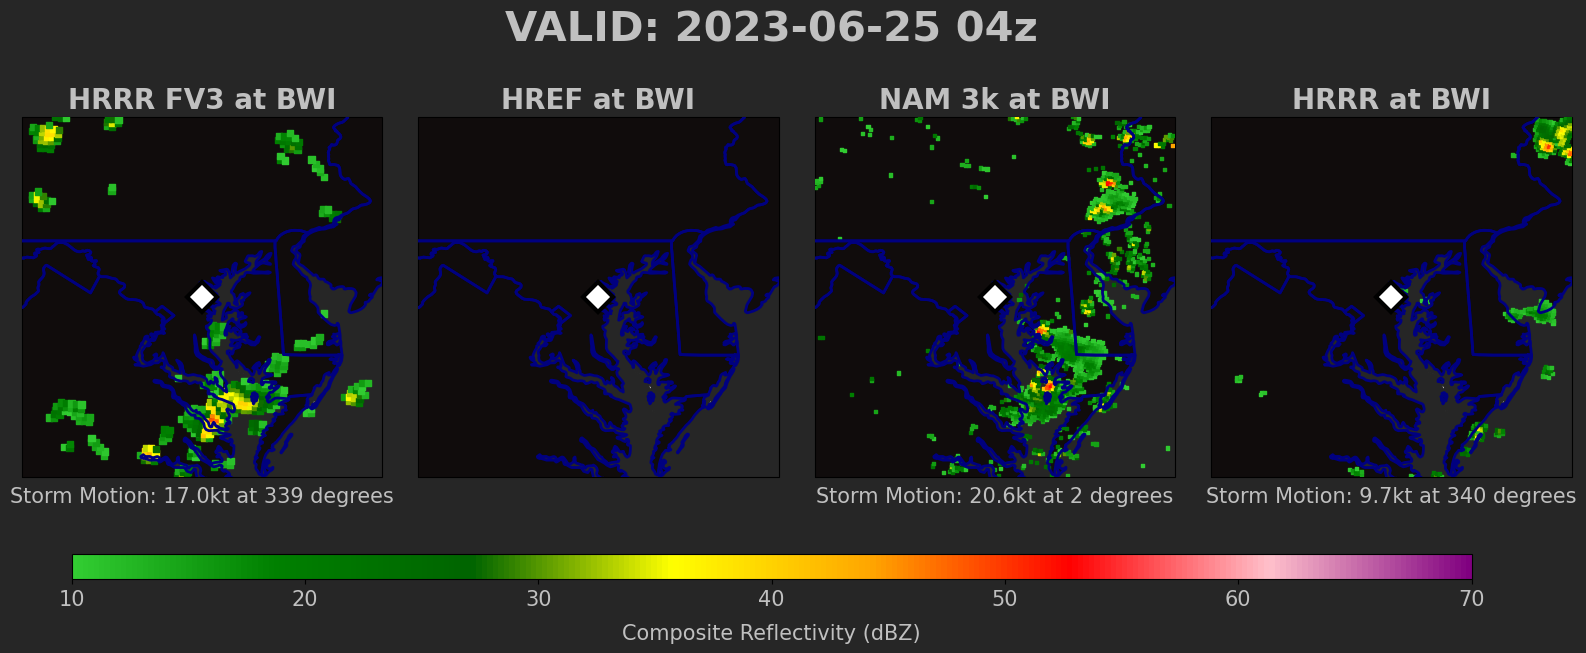 VALID: 2023-06-25 04z
HRRR FV3 at BWI
HREF at BWI
NAM 3k at BWI
HRRR at BWI
Storm Motion: 17.0kt at 339 degrees
Storm Motion: 20.6kt at 2 degrees
Storm Motion: 9.7kt at 340 degrees
10 20 30 40 50 60 70
Composite Reflectivity (dBZ)